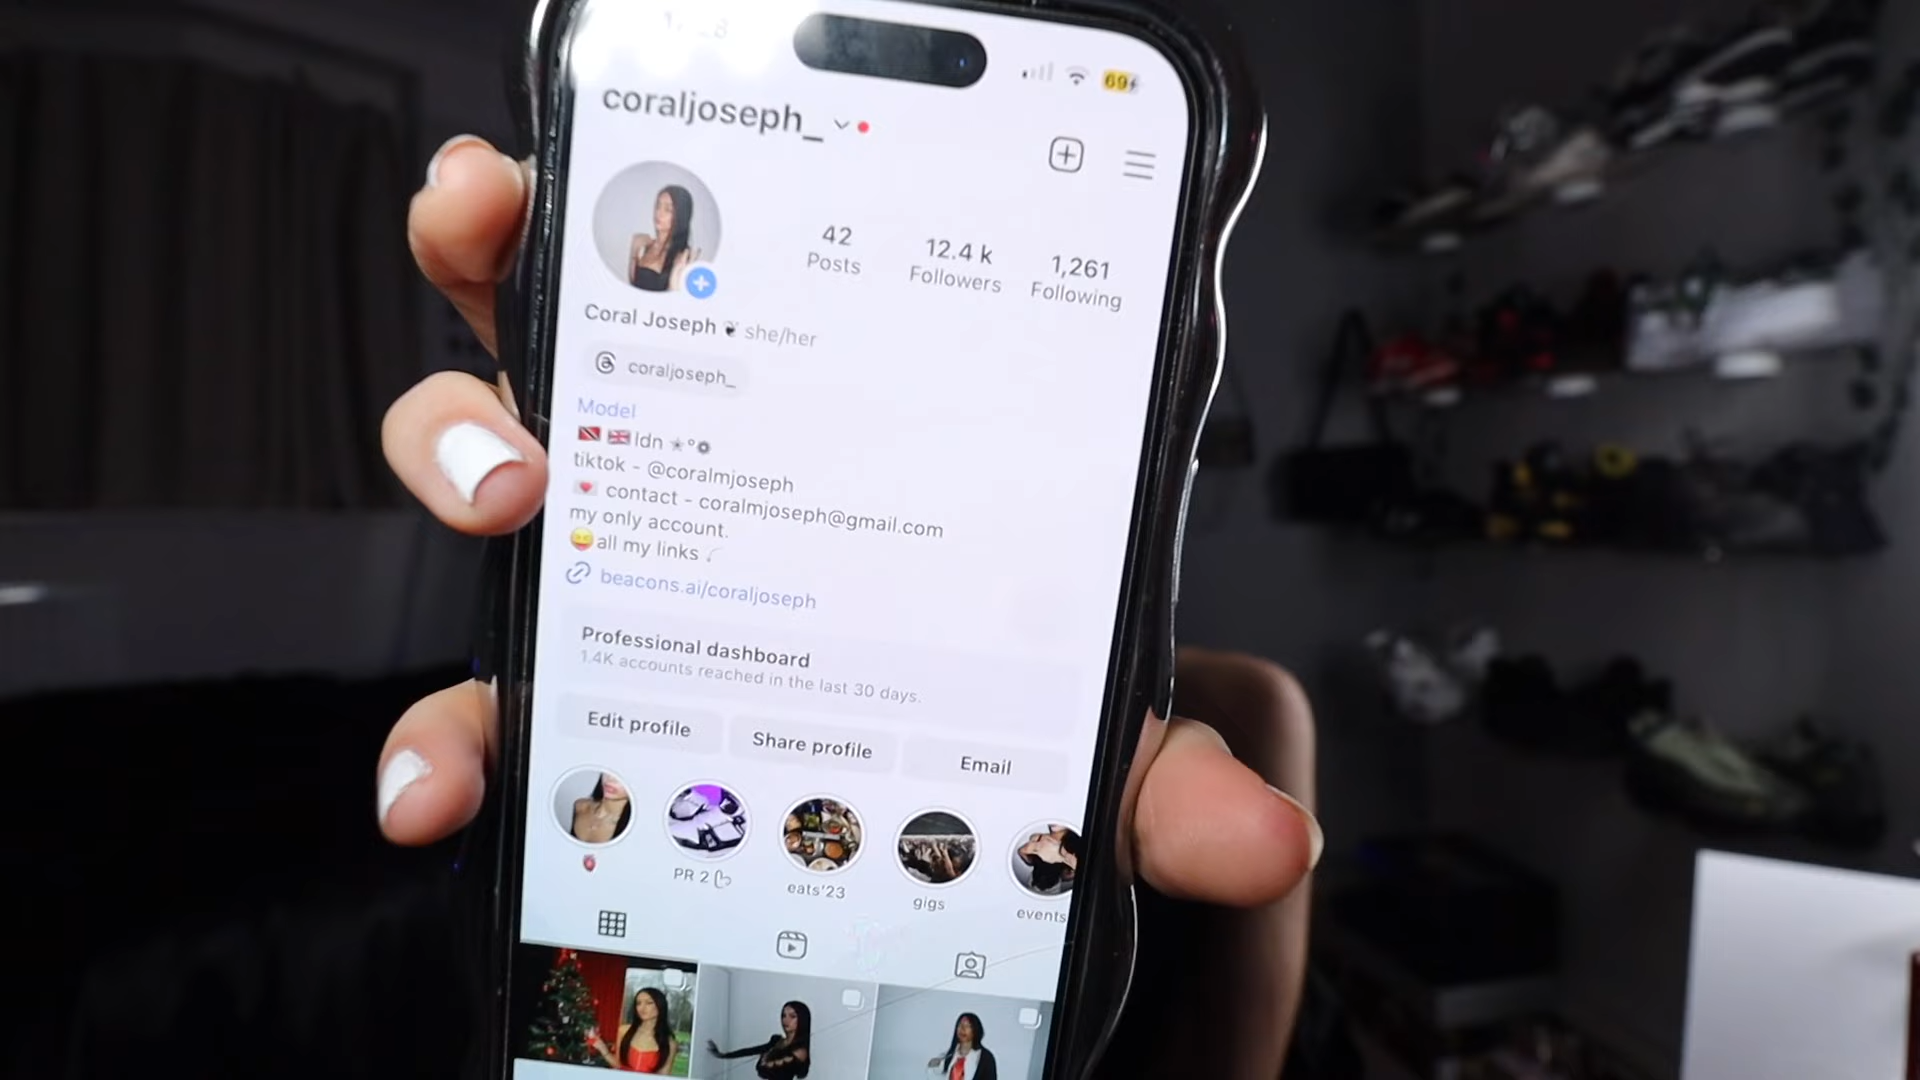 69
coraljoseph_
42 Posts
12.4 k Followers
1,261 Following
Coral Joseph she/her
coraljoseph_
Model
ldn
tiktok - @coralmjoseph
contact - coralmjoseph@gmail.com
my only account.
all my links
beacons.ai/coraljoseph
Professional dashboard
1.4K accounts reached in the last 30 days.
Edit profile
Share profile
Email
PR 2
eats'23
gigs
events